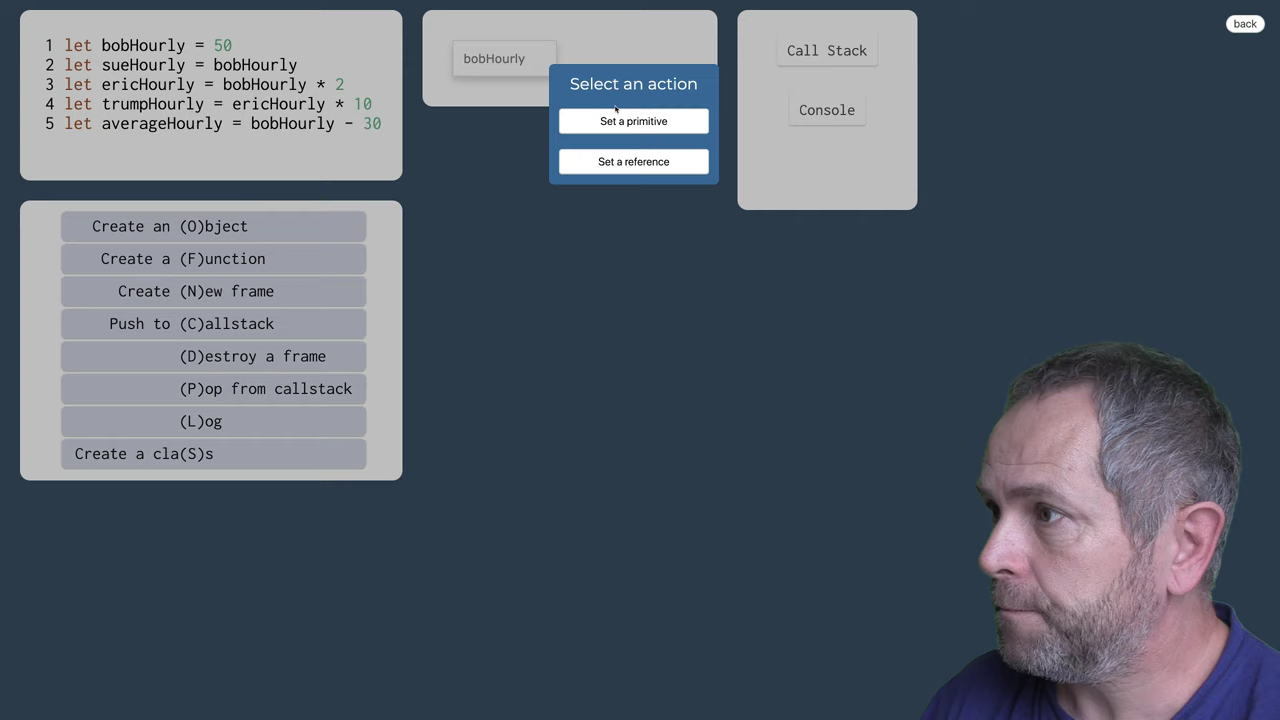 1 let bobHourly = 50
2 let sueHourly = bobHourly
3 let ericHourly = bobHourly * 2
4 let trumpHourly = ericHourly * 10
5 let averageHourly = bobHourly - 30
Create an (O)bject
Create a (F)unction
Create (N)ew frame
Push to (C)allstack
(D)estroy a frame
(P)op from callstack
(L)og
Create a cla(S)s
bobHourly
Select an action
Set a primitive
Set a reference
Call Stack
Console
back